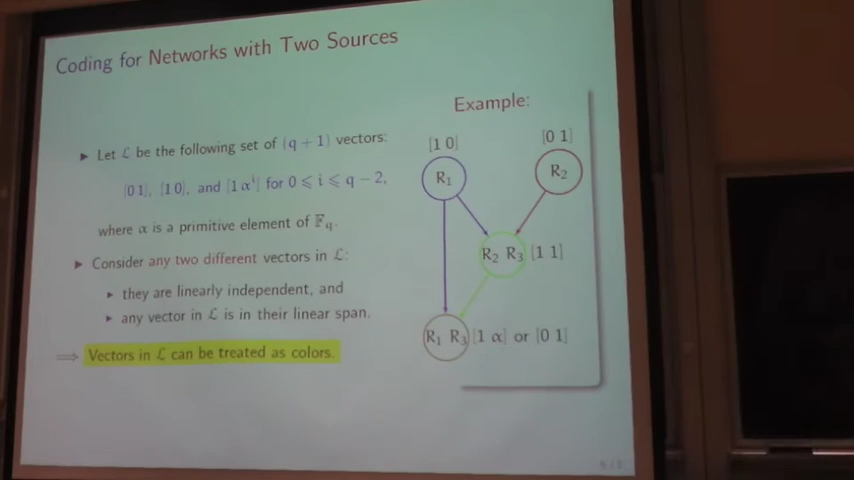 Coding for Networks with Two Sources
▸ Let ℒ be the following set of (q + 1) vectors:
[0 1], [1 0], and [1 αⁱ] for 0 ⩽ i ⩽ q − 2,
where α is a primitive element of 𝔽q.
▸ Consider any two different vectors in ℒ:
▸ they are linearly independent, and
▸ any vector in ℒ is in their linear span.
⟹ Vectors in ℒ can be treated as colors.
Example:
[1 0] [0 1]
R₁ R₂
R₂ R₃ [1 1]
R₁ R₃ [1 α] or [0 1]